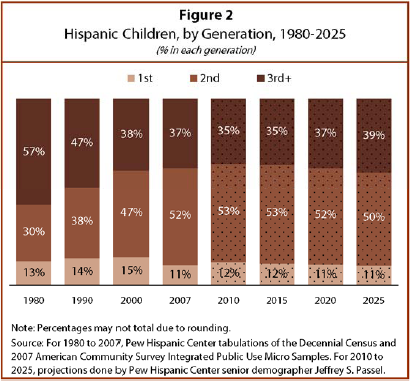 Figure 2
Hispanic Children, by Generation, 1980-2025
(% in each generation)
1st 2nd 3rd+
57% 47% 38% 37% 35% 35% 37% 39%
30% 38% 47% 52% 53% 53% 52% 50%
13% 14% 15% 11% 12% 12% 11% 11%
1980 1990 2000 2007 2010 2015 2020 2025
Note: Percentages may not total due to rounding.
Source: For 1980 to 2007, Pew Hispanic Center tabulations of the Decennial Census and
2007 American Community Survey Integrated Public Use Micro Samples. For 2010 to
2025, projections done by Pew Hispanic Center senior demographer Jeffrey S. Passel.